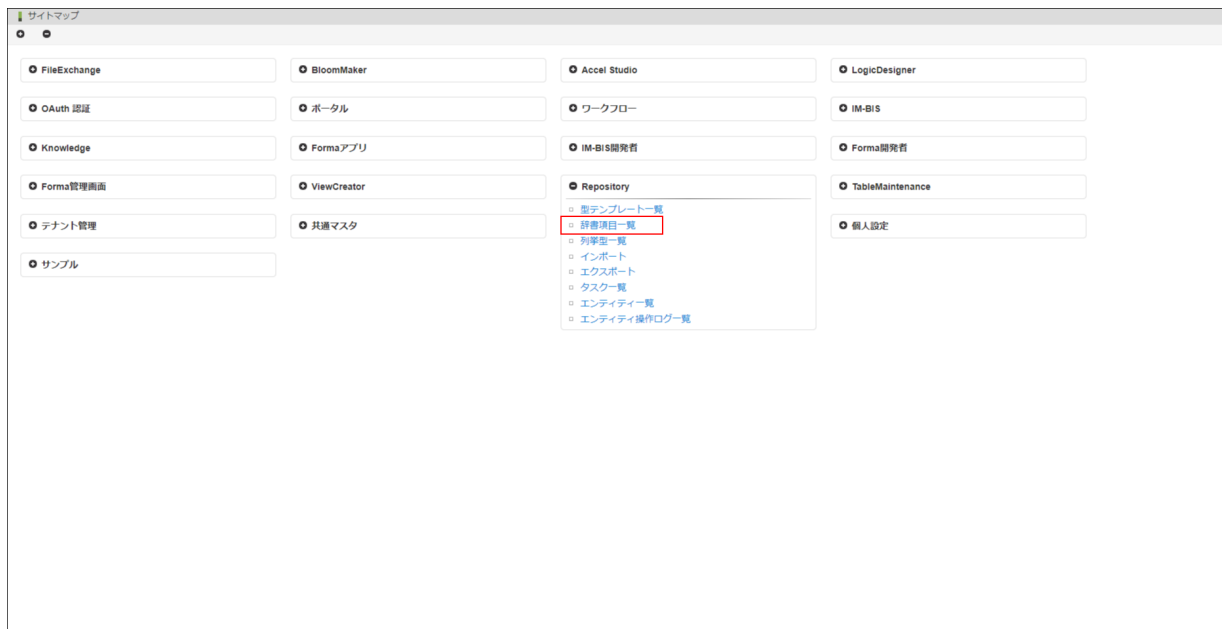 サイトマップ
FileExchange
BloomMaker
Accel Studio
LogicDesigner
OAuth 認証
ポータル
ワークフロー
IM-BIS
Knowledge
Formaアプリ
IM-BIS開発者
Forma開発者
Forma管理画面
ViewCreator
Repository
TableMaintenance
型テンプレート一覧
辞書項目一覧
列挙型一覧
インポート
エクスポート
タスク一覧
エンティティ一覧
エンティティ操作ログ一覧
テナント管理
共通マスタ
個人設定
サンプル